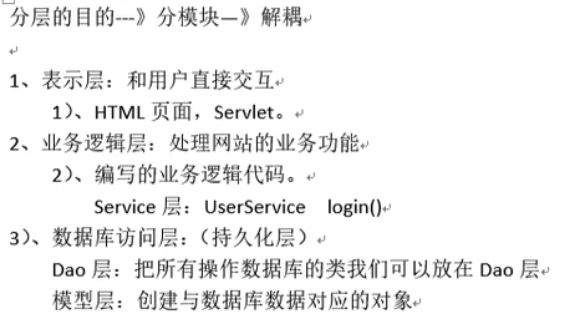 分层的目的---》分模块—》解耦
1、表示层：和用户直接交互
1）、HTML 页面，Servlet。
2、业务逻辑层：处理网站的业务功能
2）、编写的业务逻辑代码。
Service 层：UserService login()
3）、数据库访问层：（持久化层）
Dao 层：把所有操作数据库的类我们可以放在 Dao 层
模型层：创建与数据库数据对应的对象